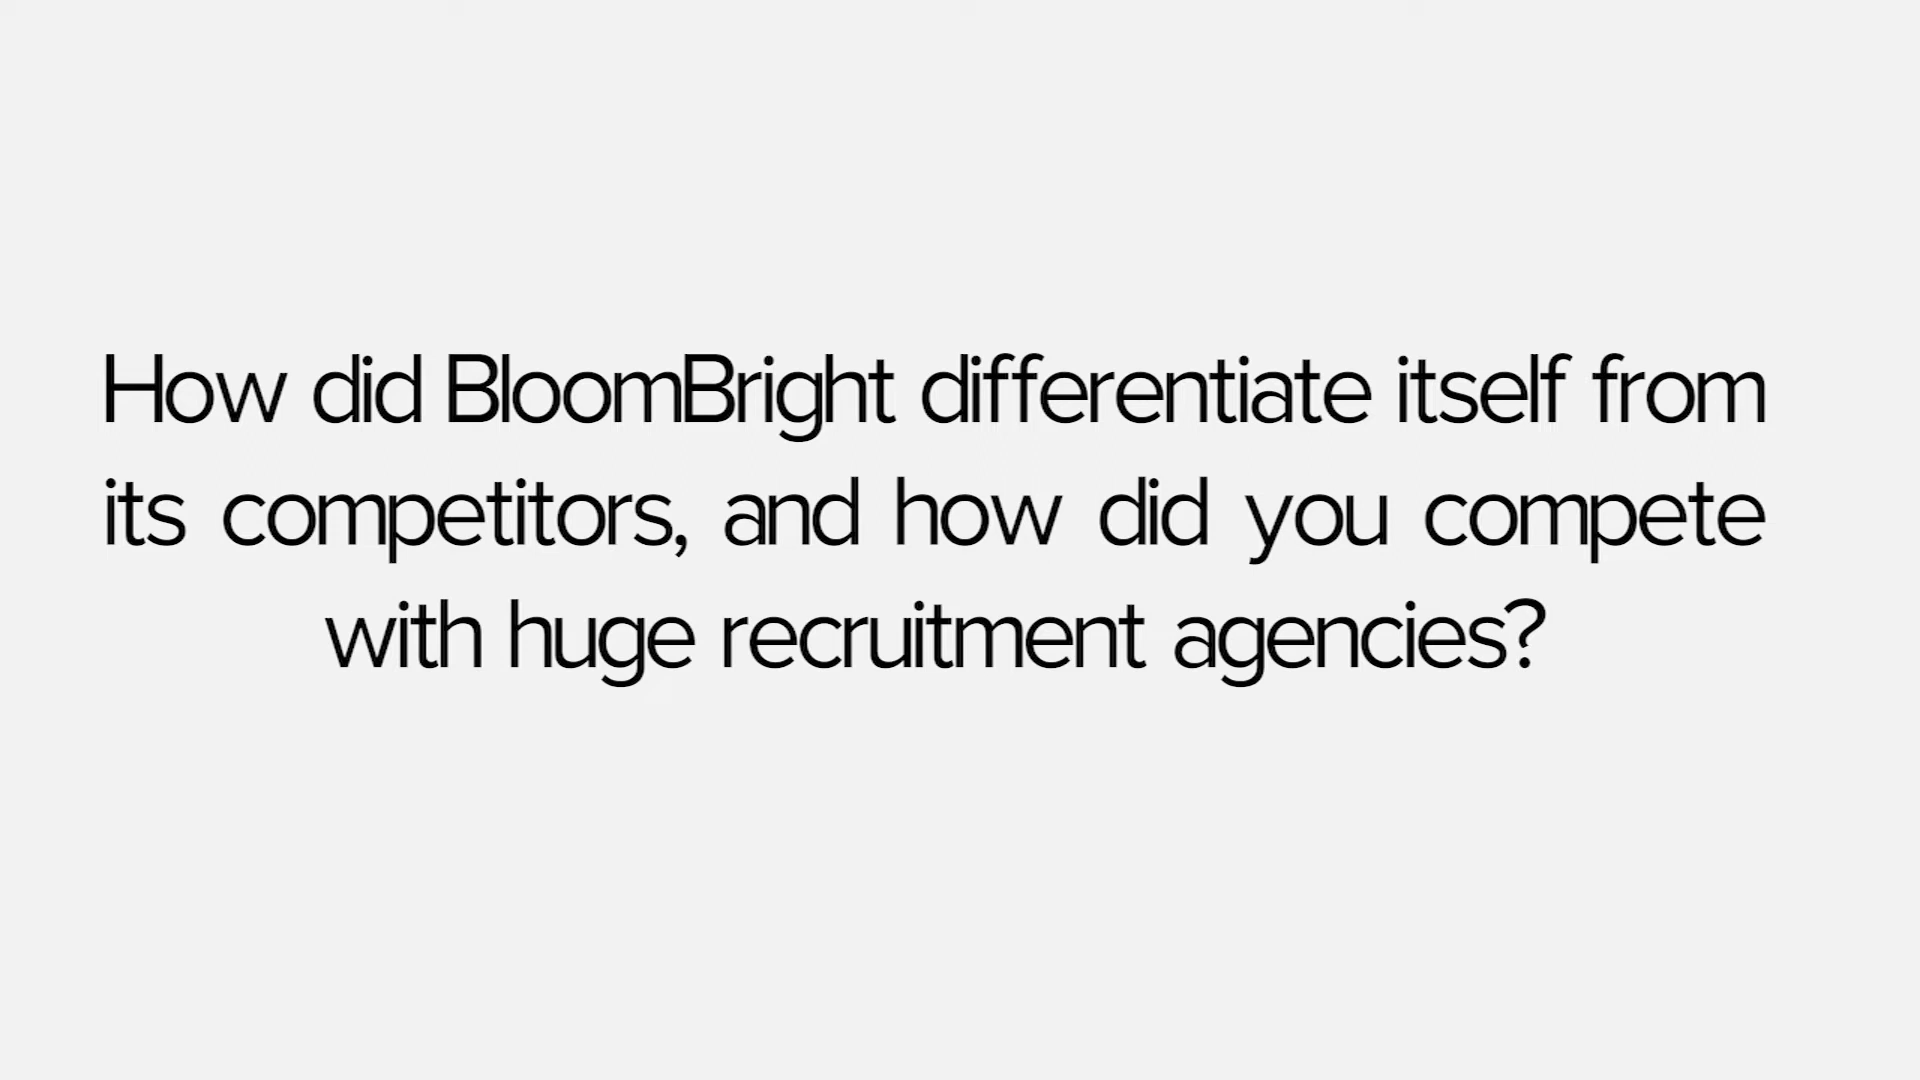 How did BloomBright differentiate itself from
its competitors, and how did you compete
with huge recruitment agencies?